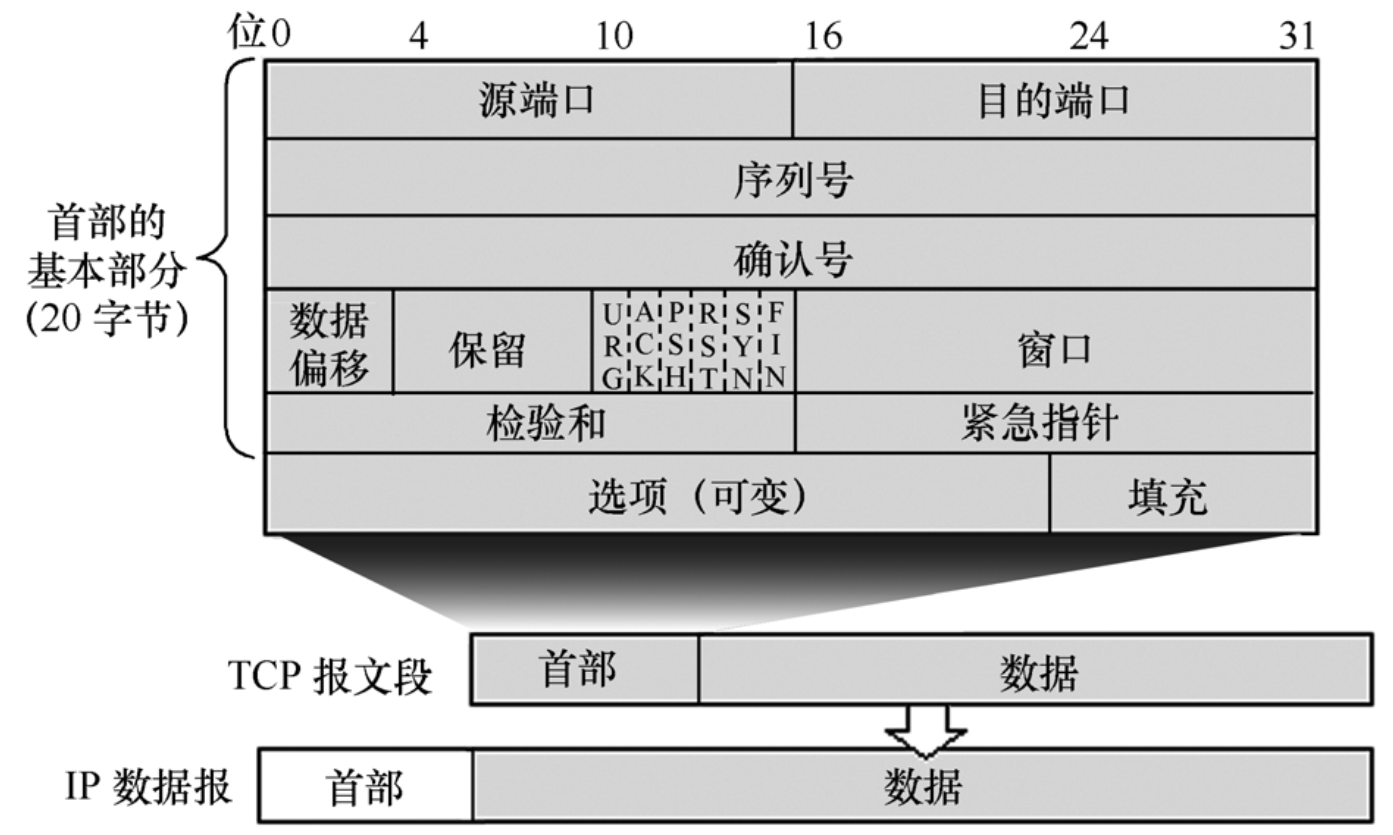 位0 4 10 16 24 31
源端口 目的端口
序列号
确认号
首部的
基本部分
(20 字节)
数据
偏移
保留
URG ACK PSH RST SYN FIN
窗口
检验和 紧急指针
选项（可变） 填充
TCP 报文段 首部 数据
IP 数据报 首部 数据